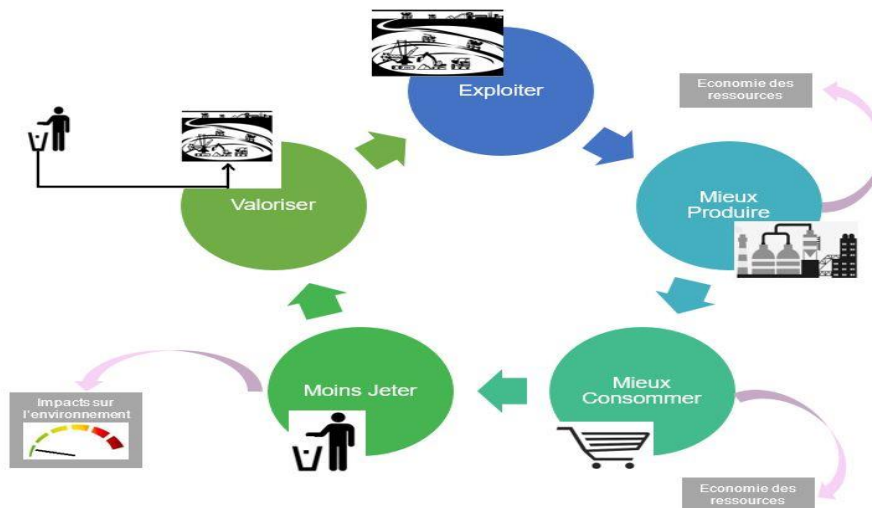 Exploiter
Economie des
ressources
Mieux
Produire
Valoriser
Moins Jeter
Mieux
Consommer
Impacts sur
l'environnement
Economie des
ressources